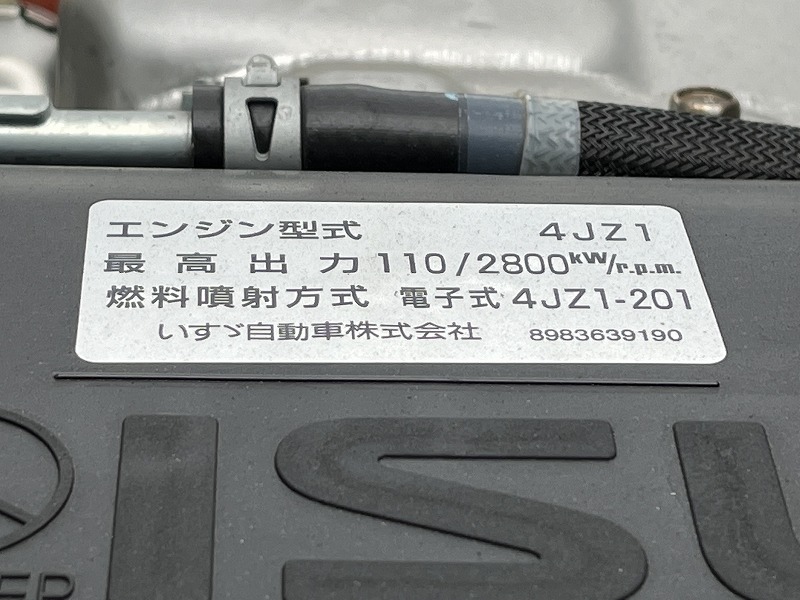 エンジン型式 4JZ1
最高出力 110/2800kW/r.p.m.
燃料噴射方式 電子式 4JZ1-201
いすゞ自動車株式会社 8983639190
ISU